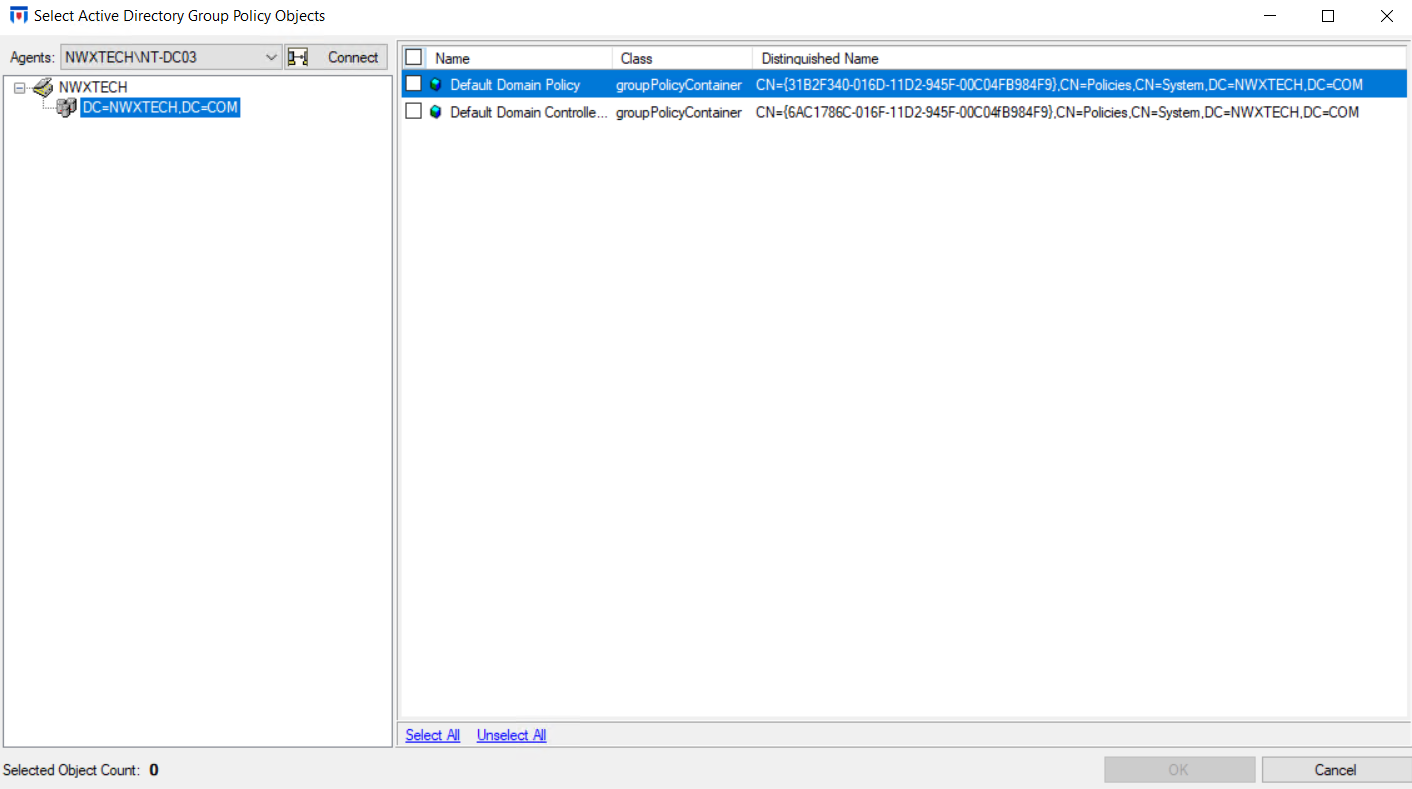 Select Active Directory Group Policy Objects
Agents: NWXTECH\NT-DC03 Connect
NWXTECH
DC=NWXTECH,DC=COM
Name Class Distinguished Name
Default Domain Policy groupPolicyContainer CN={31B2F340-016D-11D2-945F-00C04FB984F9},CN=Policies,CN=System,DC=NWXTECH,DC=COM
Default Domain Controlle... groupPolicyContainer CN={6AC1786C-016F-11D2-945F-00C04fB984F9},CN=Policies,CN=System,DC=NWXTECH,DC=COM
Select All Unselect All
Selected Object Count: 0 OK Cancel